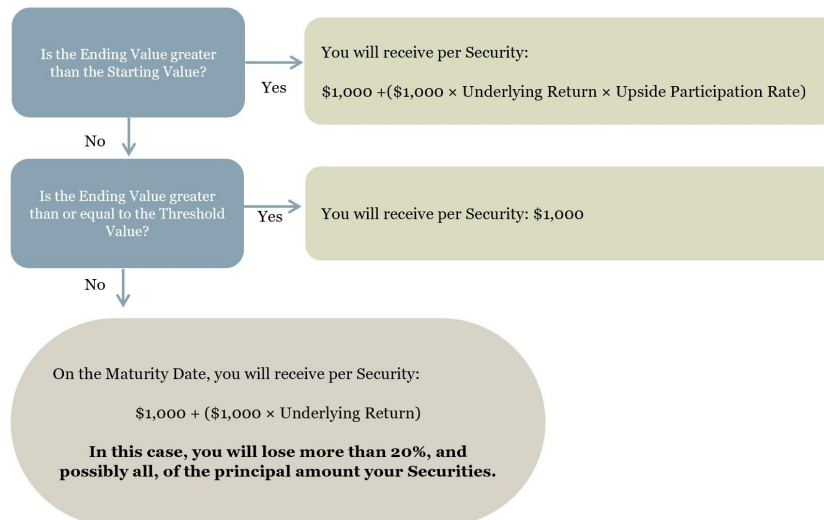 Is the Ending Value greater
than the Starting Value?
Yes
You will receive per Security:
$1,000 +($1,000 × Underlying Return × Upside Participation Rate)
No
Is the Ending Value greater
than or equal to the Threshold
Value?
Yes
You will receive per Security: $1,000
No
On the Maturity Date, you will receive per Security:
$1,000 + ($1,000 × Underlying Return)
In this case, you will lose more than 20%, and
possibly all, of the principal amount your Securities.